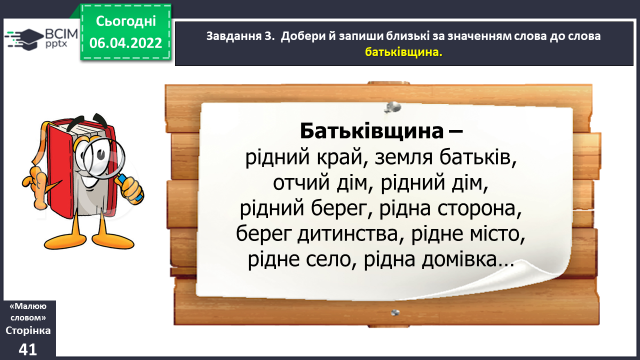 ВСІМ
pptx
Сьогодні
06.04.2022
Завдання 3. Добери й запиши близькі за значенням слова до слова
батьківщина.
Батьківщина –
рідний край, земля батьків,
отчий дім, рідний дім,
рідний берег, рідна сторона,
берег дитинства, рідне місто,
рідне село, рідна домівка…
«Малюю
словом»
Сторінка
41